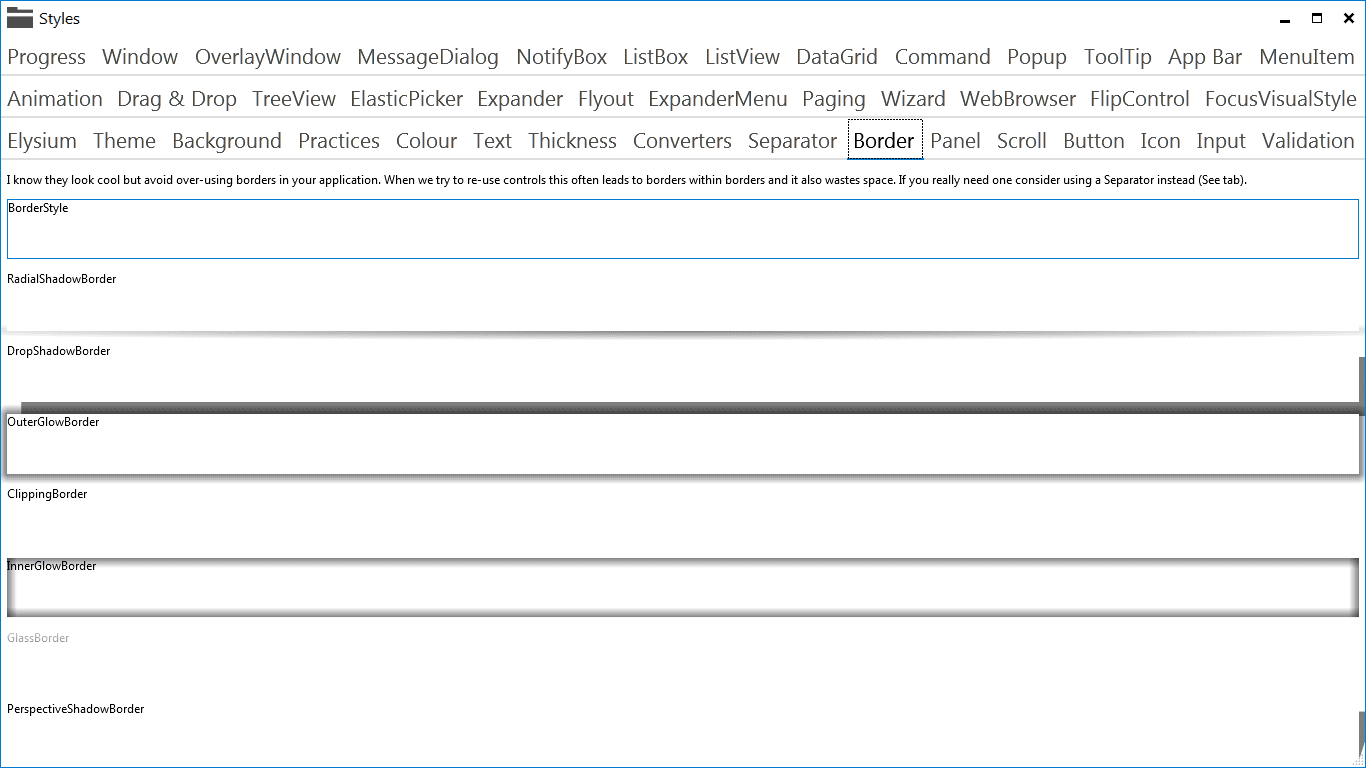 Styles
Progress Window OverlayWindow MessageDialog NotifyBox ListBox ListView DataGrid Command Popup ToolTip App Bar MenuItem
Animation Drag & Drop TreeView ElasticPicker Expander Flyout ExpanderMenu Paging Wizard WebBrowser FlipControl FocusVisualStyle
Elysium Theme Background Practices Colour Text Thickness Converters Separator Border Panel Scroll Button Icon Input Validation
I know they look cool but avoid over-using borders in your application. When we try to re-use controls this often leads to borders within borders and it also wastes space. If you really need one consider using a Separator instead (See tab).
BorderStyle
RadialShadowBorder
DropShadowBorder
OuterGlowBorder
ClippingBorder
InnerGlowBorder
GlassBorder
PerspectiveShadowBorder